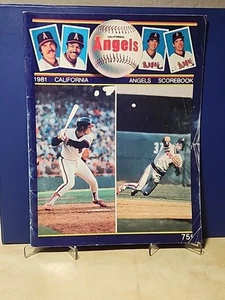 CALIFORNIA
Angels
1981 CALIFORNIA ANGELS SCOREBOOK
75¢